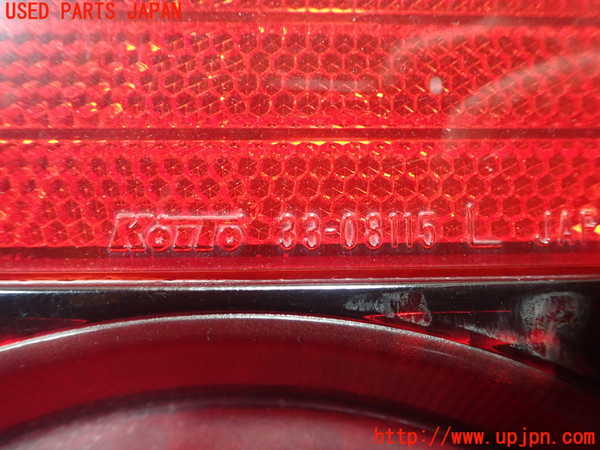 USED PARTS JAPAN
KOITO 33-08115 L JAP
http://www.upjpn.com/